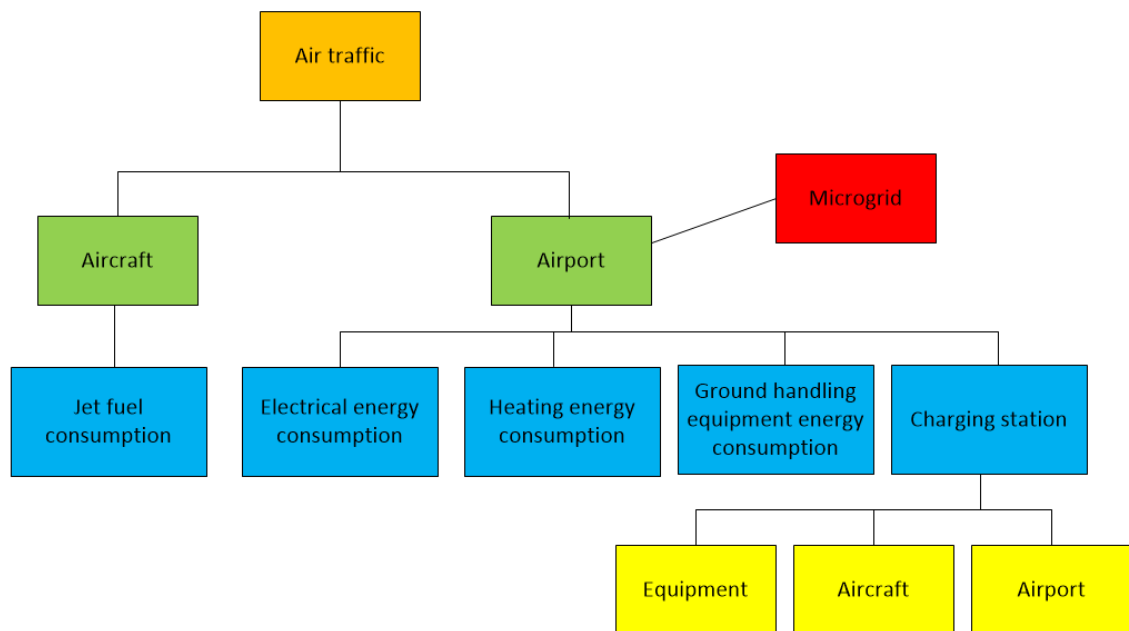 Air traffic
Microgrid
Aircraft
Airport
Jet fuel
consumption
Electrical energy
consumption
Heating energy
consumption
Ground handling
equipment energy
consumption
Charging station
Equipment
Aircraft
Airport